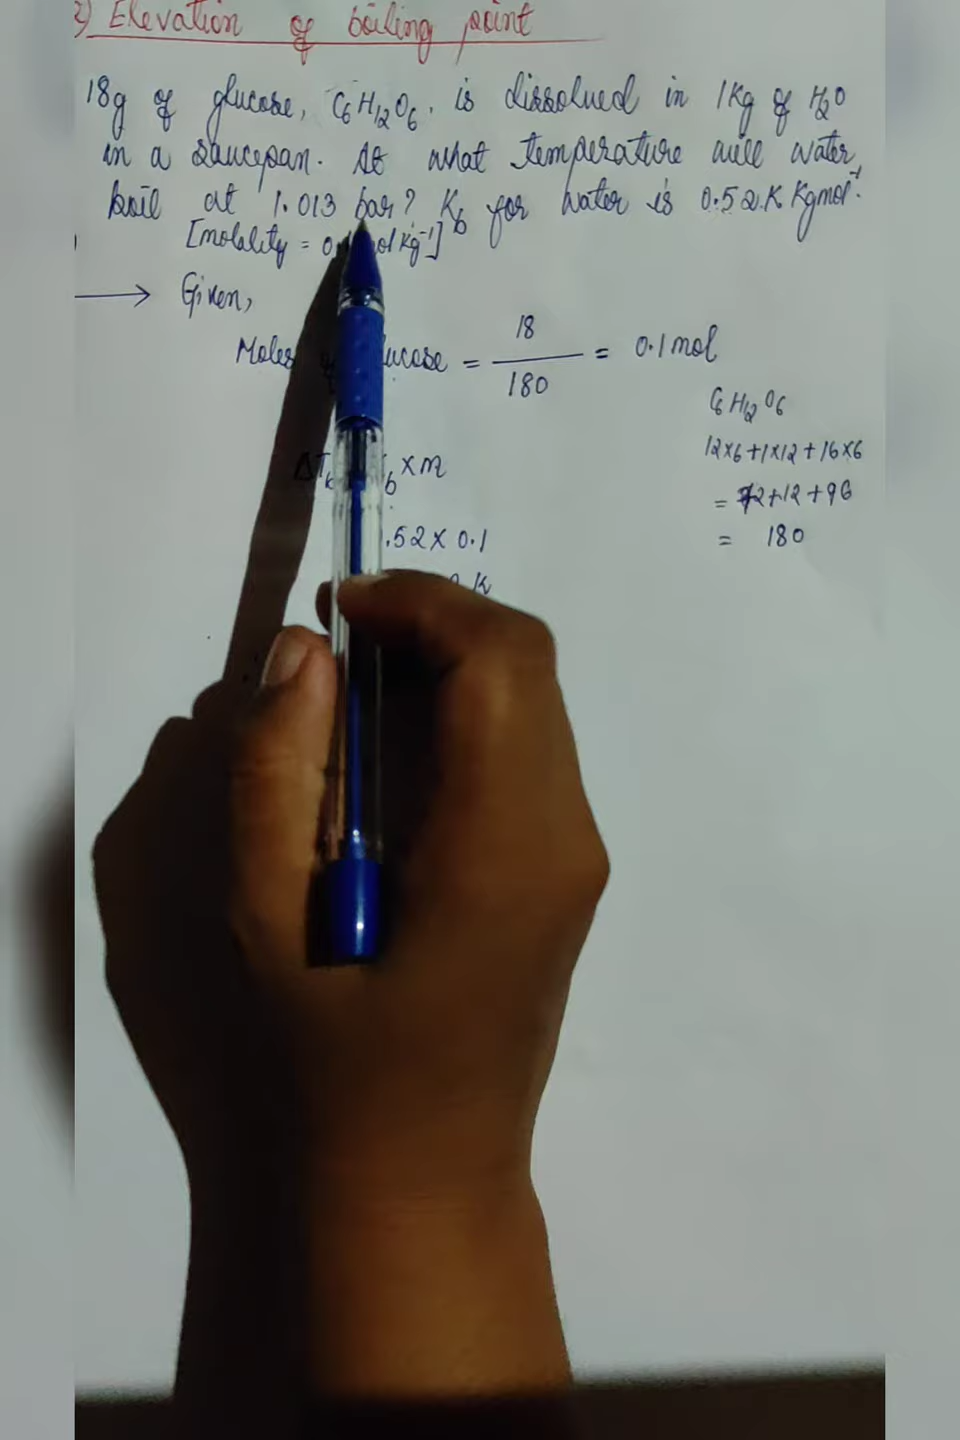 2) Elevation of boiling point
18g of glucose, C6H12O6, is dissolved in 1Kg of H2O
in a saucepan. At what temperature will water
boil at 1.013 bar? Kb for water is 0.52 K Kg mol⁻¹.
[molality = Kg⁻¹]
→ Given,
Moles = 18/180 = 0.1 mol
C6H12O6
12×6+1×12+16×6
= 72+12+96
= 180
ΔTb b × m
.52 × 0.1
K